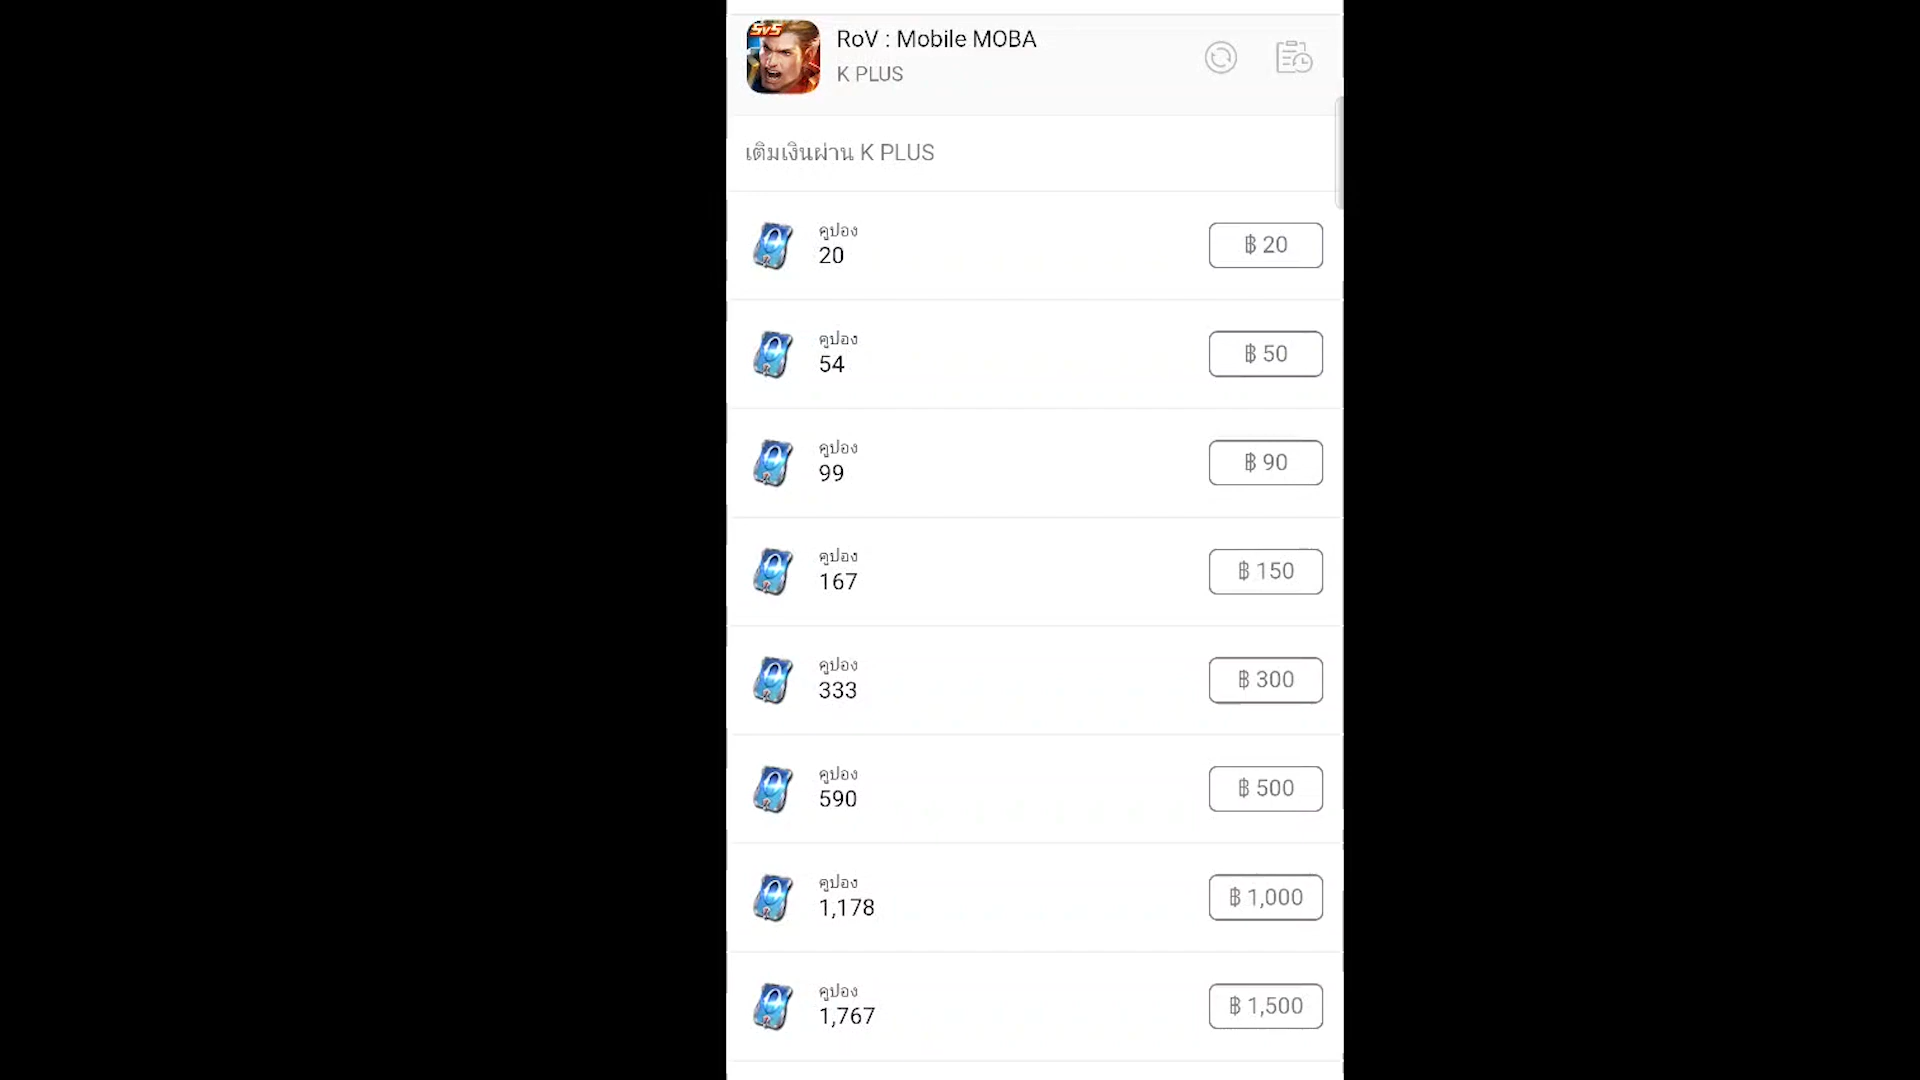 5V5
RoV : Mobile MOBA
K PLUS
เติมเงินผ่าน K PLUS
คูปอง
20
฿ 20
คูปอง
54
฿ 50
คูปอง
99
฿ 90
คูปอง
167
฿ 150
คูปอง
333
฿ 300
คูปอง
590
฿ 500
คูปอง
1,178
฿ 1,000
คูปอง
1,767
฿ 1,500